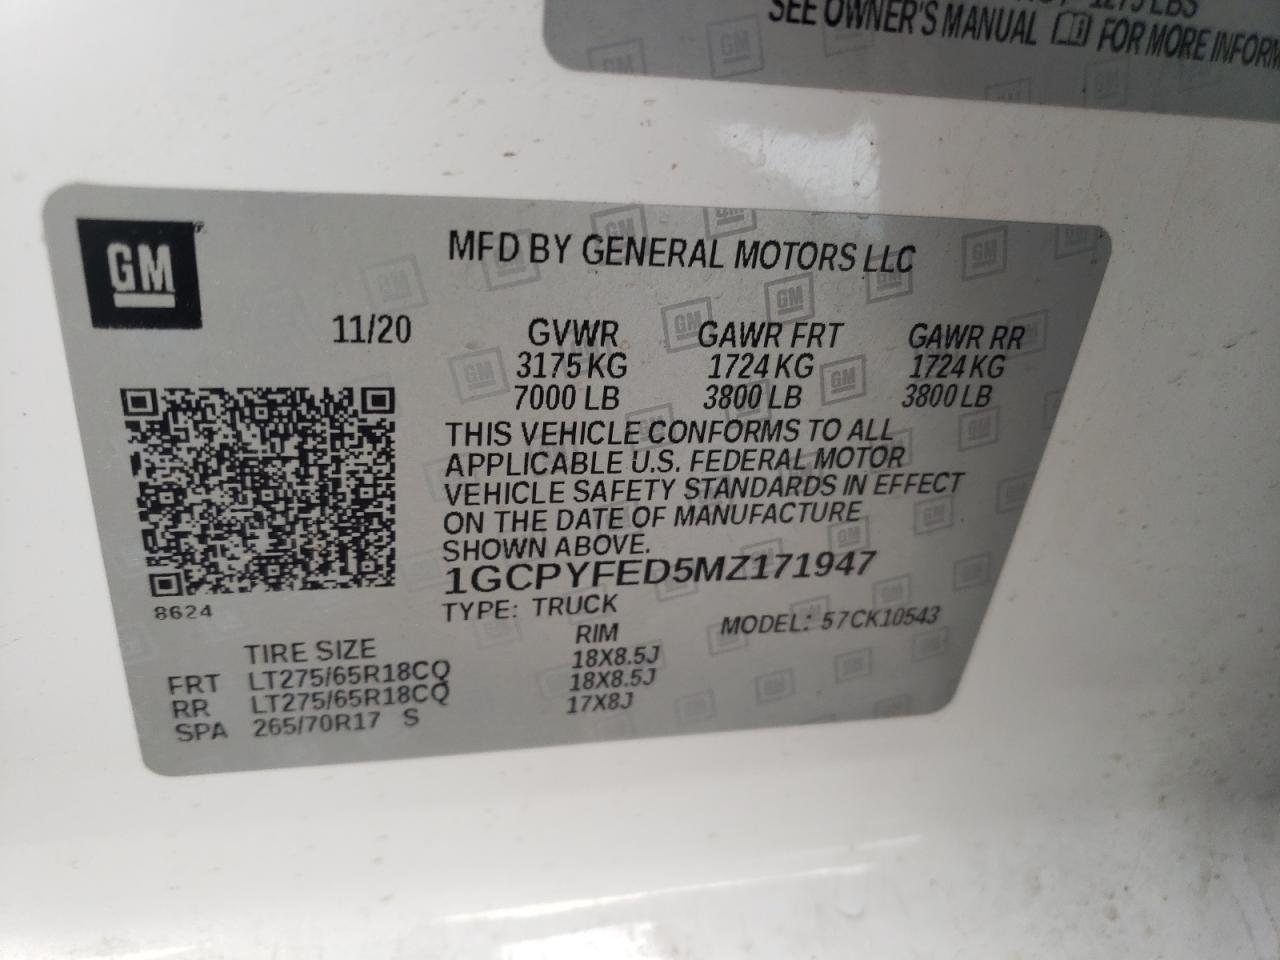 1275 LBS
SEE OWNER'S MANUAL FOR MORE
GM
MFD BY GENERAL MOTORS LLC
11/20 GVWR GAWR FRT GAWR RR
3175 KG 1724 KG 1724 KG
7000 LB 3800 LB 3800 LB
THIS VEHICLE CONFORMS TO ALL
APPLICABLE U.S. FEDERAL MOTOR
VEHICLE SAFETY STANDARDS IN EFFECT
ON THE DATE OF MANUFACTURE
SHOWN ABOVE.
1GCPYFED5MZ171947
8624
TYPE: TRUCK MODEL: 57CK10543
TIRE SIZE RIM
FRT LT275/65R18CQ 18X8.5J
RR LT275/65R18CQ 18X8.5J
SPA 265/70R17 S 17X8J